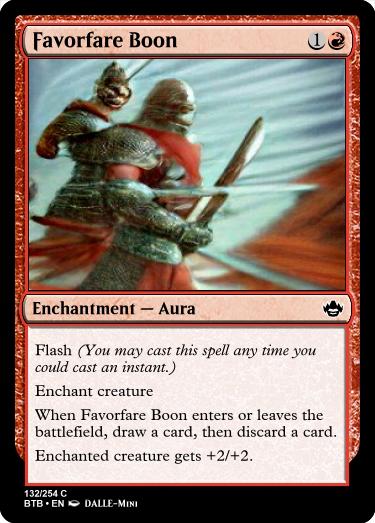 Favorfare Boon 1
Enchantment — Aura
Flash (You may cast this spell any time you
could cast an instant.)
Enchant creature
When Favorfare Boon enters or leaves the
battlefield, draw a card, then discard a card.
Enchanted creature gets +2/+2.
132/254 C
BTB • EN DALLE-Mini